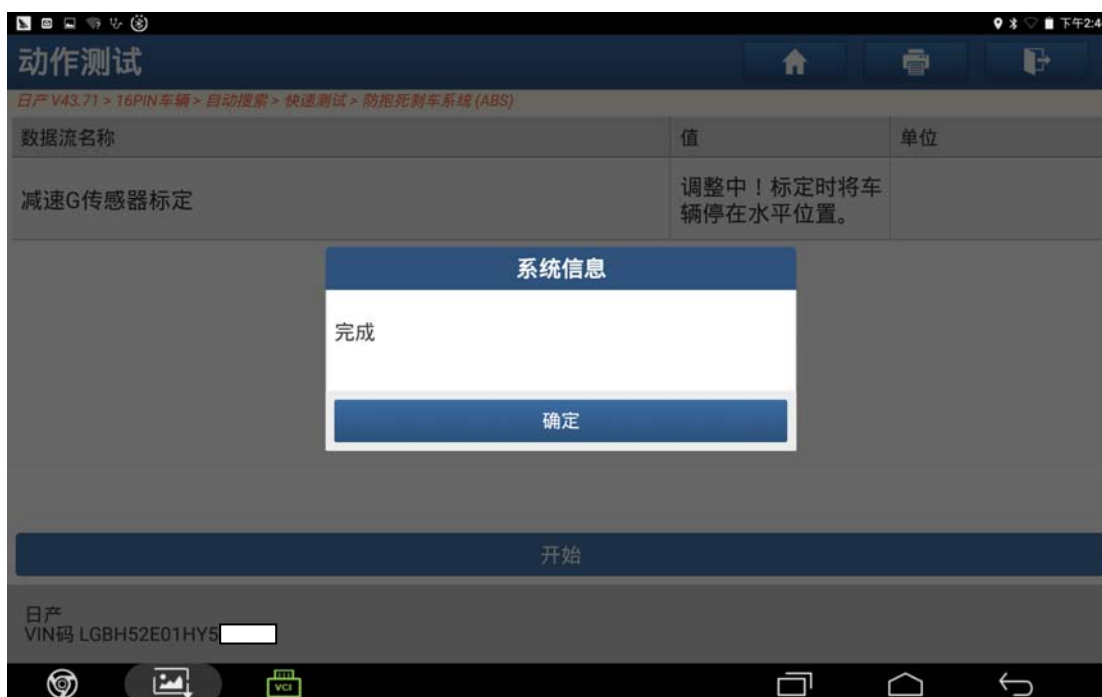 下午2:4
动作测试
日产 V43.71 > 16PIN车辆 > 自动搜索 > 快速测试 > 防抱死刹车系统 (ABS)
数据流名称 值 单位
减速G传感器标定
调整中！标定时将车
辆停在水平位置。
系统信息
完成
确定
开始
日产
VIN码 LGBH52E01HY5
VCI